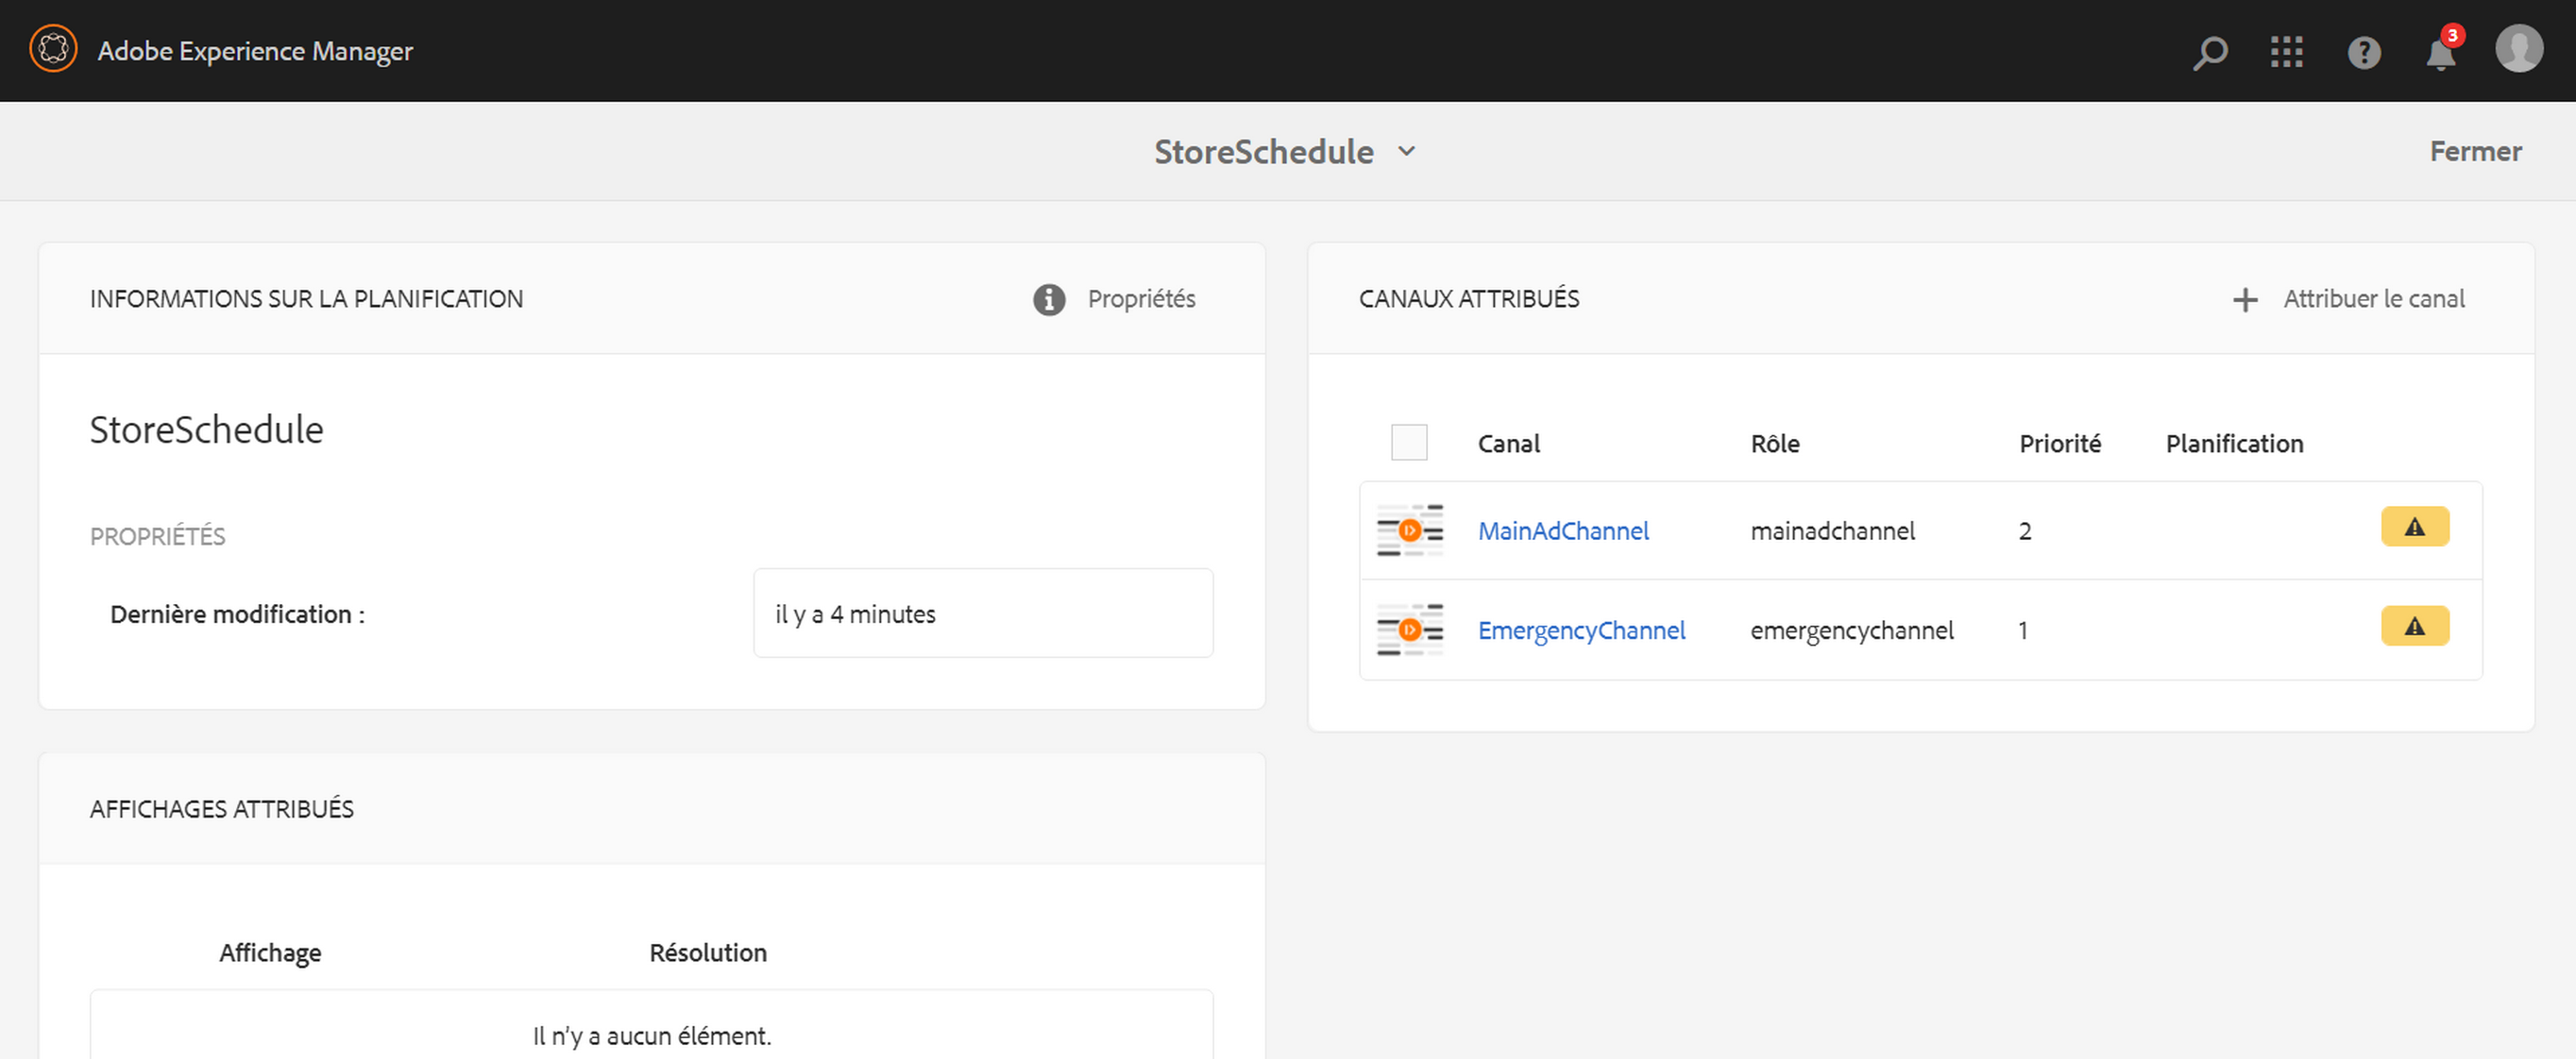 Adobe Experience Manager
3
StoreSchedule
Fermer
INFORMATIONS SUR LA PLANIFICATION
Propriétés
StoreSchedule
PROPRIÉTÉS
Dernière modification :
il y a 4 minutes
AFFICHAGES ATTRIBUÉS
Affichage Résolution
Il n'y a aucun élément.
CANAUX ATTRIBUÉS
Attribuer le canal
Canal Rôle Priorité Planification
MainAdChannel mainadchannel 2
EmergencyChannel emergencychannel 1